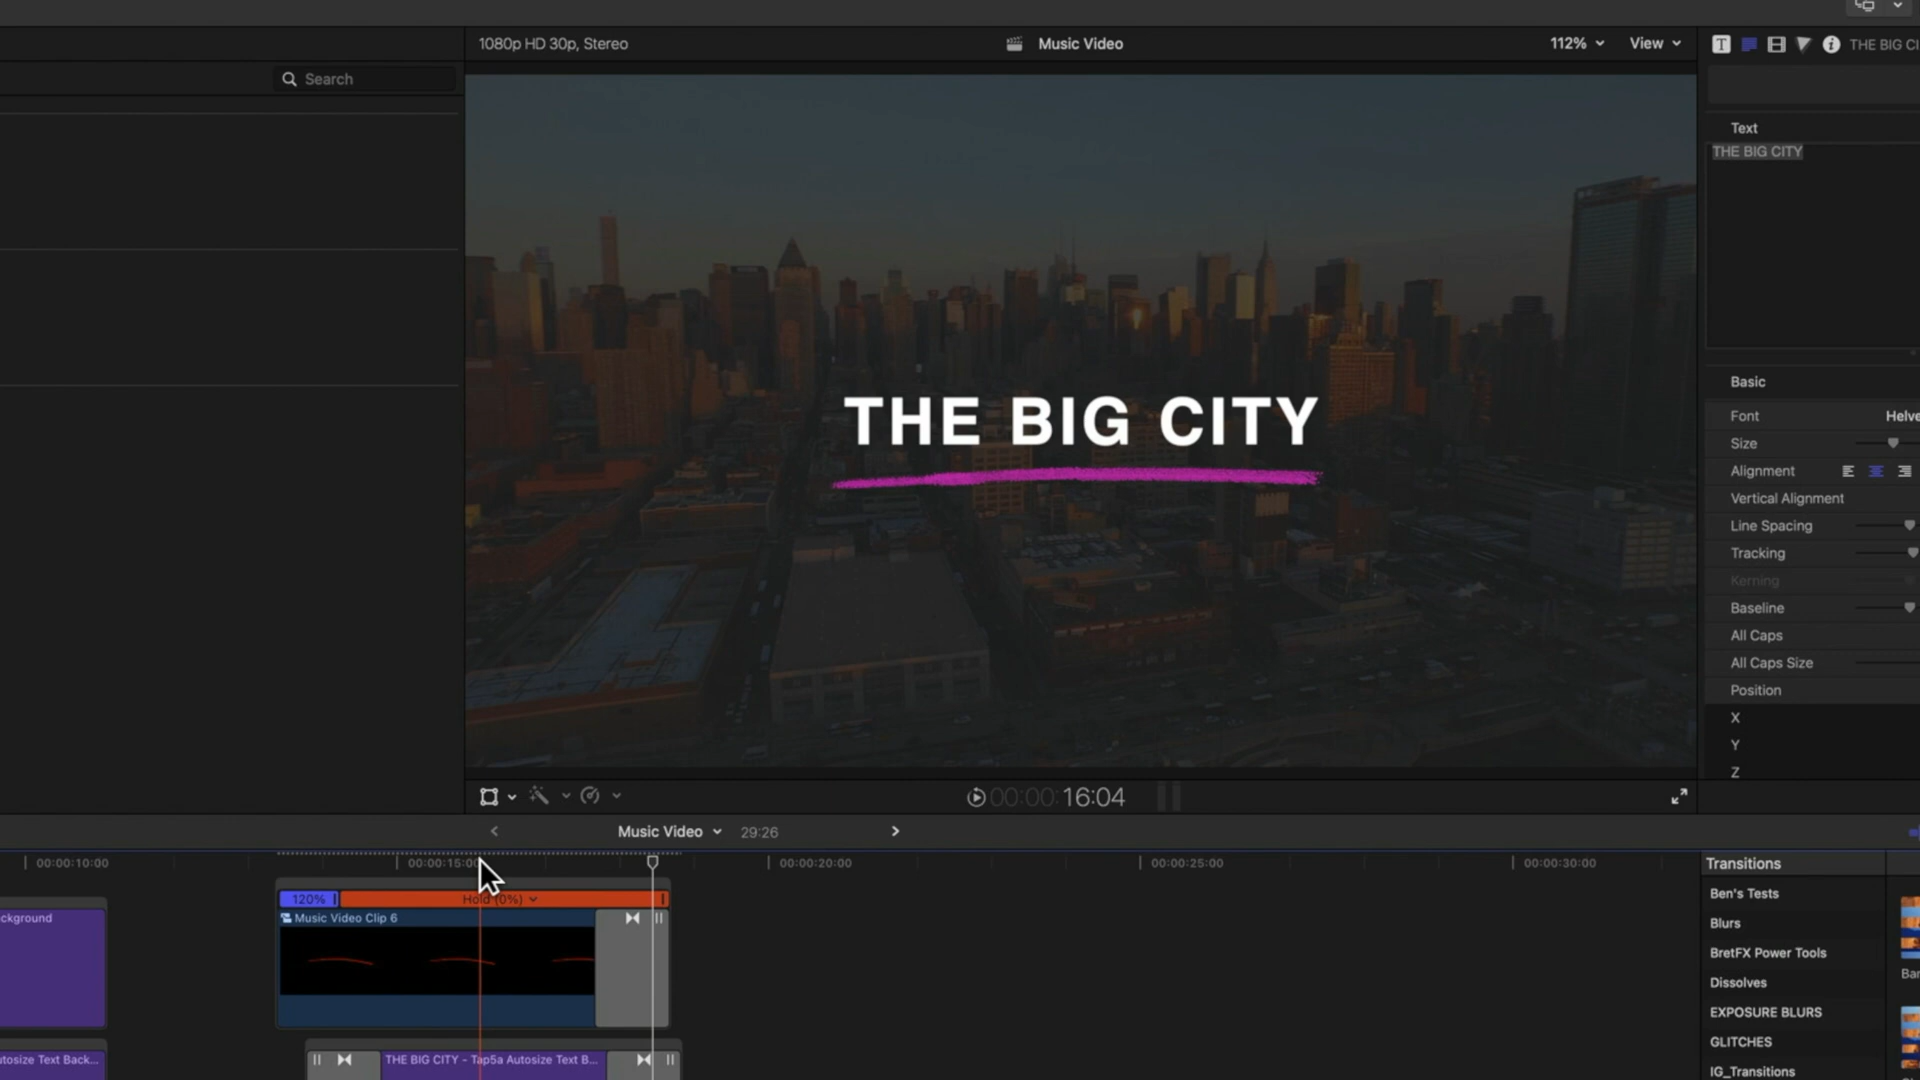 1080p HD 30p, Stereo
Music Video
112%
View
THE BIG CI
Search
Text
THE BIG CITY
THE BIG CITY
Basic
Font
Helve
Size
Alignment
Vertical Alignment
Line Spacing
Tracking
Kerning
Baseline
All Caps
All Caps Size
Position
X
Y
Z
00:00:16:04
Music Video
29:26
00:00:10:00
00:00:15:00
00:00:20:00
00:00:25:00
00:00:30:00
120%
Hold (0%)
Music Video Clip 6
ckground
utosize Text Back...
THE BIG CITY - Tap5a Autosize Text B...
Transitions
Ben's Tests
Blurs
BretFX Power Tools
Dissolves
EXPOSURE BLURS
GLITCHES
IG_Transitions
Bar